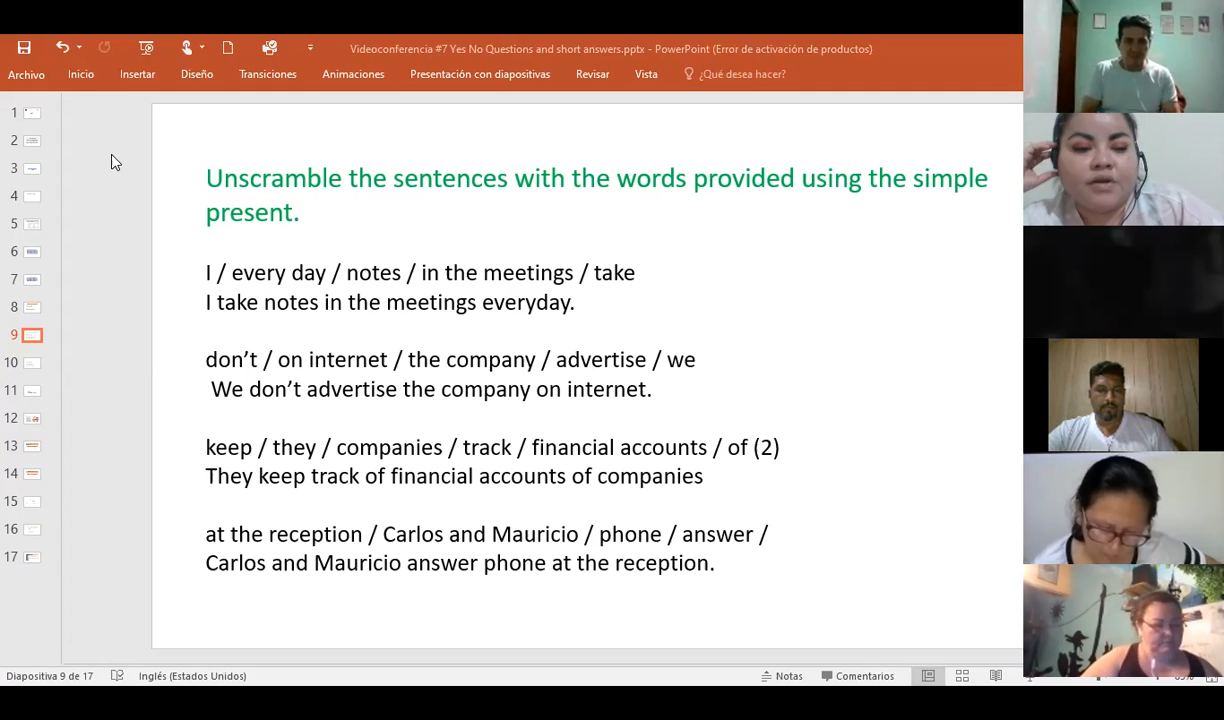 Videoconferencia #7 Yes No Questions and short answers.pptx - PowerPoint (Error de activación de productos)
Archivo Inicio Insertar Diseño Transiciones Animaciones Presentación con diapositivas Revisar Vista ¿Qué desea hacer?
1
2
3
4
5
6
7
8
9
10
11
12
13
14
15
16
17
Unscramble the sentences with the words provided using the simple
present.
I / every day / notes / in the meetings / take
I take notes in the meetings everyday.
don't / on internet / the company / advertise / we
We don't advertise the company on internet.
keep / they / companies / track / financial accounts / of (2)
They keep track of financial accounts of companies
at the reception / Carlos and Mauricio / phone / answer /
Carlos and Mauricio answer phone at the reception.
Diapositiva 9 de 17 Inglés (Estados Unidos) Notas Comentarios